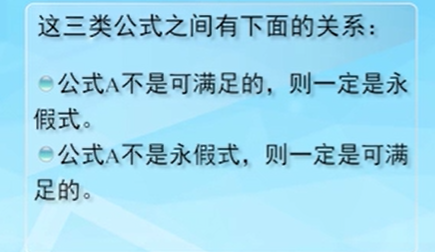 这三类公式之间有下面的关系：
公式A不是可满足的，则一定是永
假式。
公式A不是永假式，则一定是可满
足的。